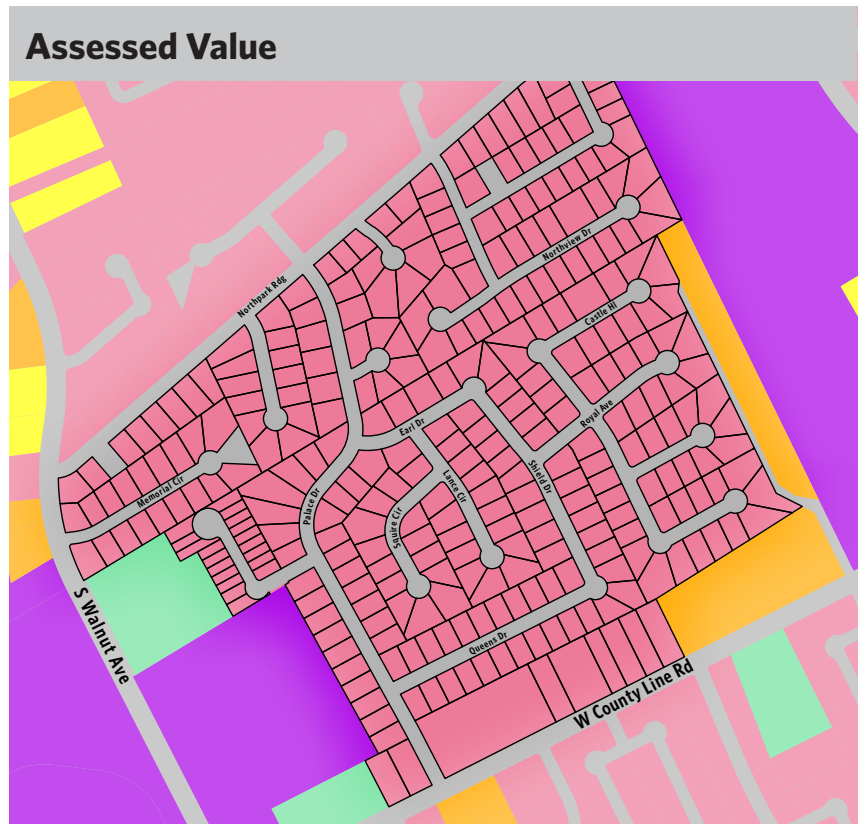 Assessed Value
Northpark Rdg
Northview Dr
Castle Hl
Royal Ave
Earl Dr
Memorial Cir
Palace Dr
Lance Cir
Squire Cir
Shield Dr
S Walnut Ave
Queens Dr
W County Line Rd